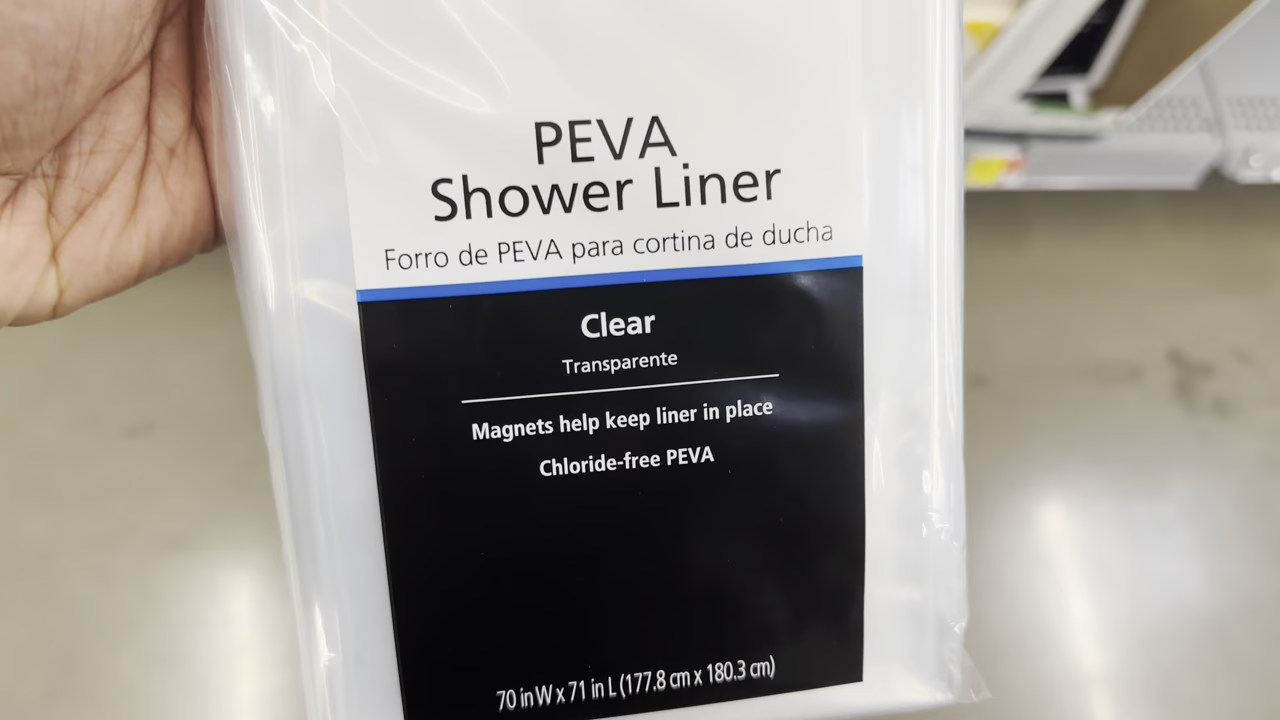 PEVA
Shower Liner
Forro de PEVA para cortina de ducha
Clear
Transparente
Magnets help keep liner in place
Chloride-free PEVA
70 in W x 71 in L (177.8 cm x 180.3 cm)